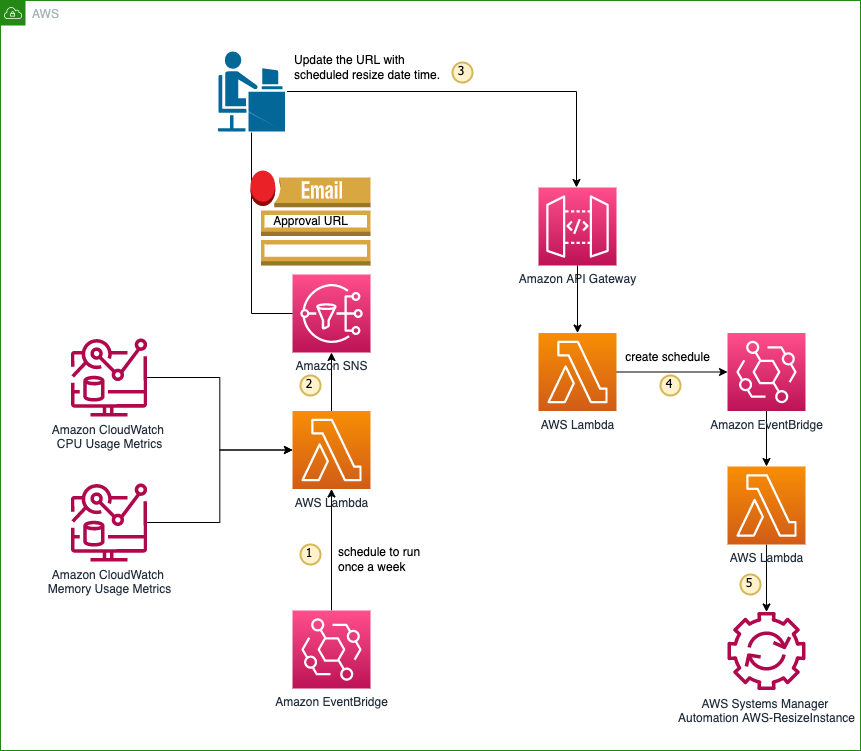 AWS
Update the URL with
scheduled resize date time.
3
Email
Approval URL
Amazon API Gateway
Amazon SNS
2
create schedule
4
Amazon CloudWatch
CPU Usage Metrics
AWS Lambda
Amazon EventBridge
AWS Lambda
1
schedule to run
once a week
Amazon CloudWatch
Memory Usage Metrics
AWS Lambda
5
Amazon EventBridge
AWS Systems Manager
Automation AWS-ResizeInstance